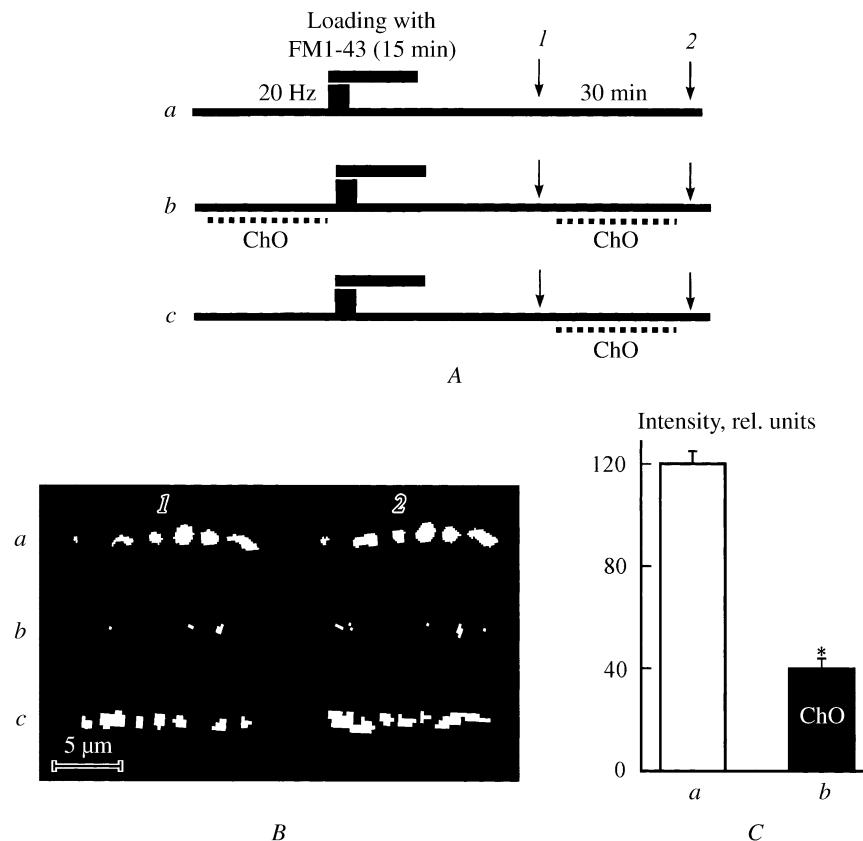 Loading with
FM1-43 (15 min)
1
2
20 Hz
30 min
a
b
ChO
ChO
c
ChO
A
Intensity, rel. units
1
2
120
a
80
b
*
40
ChO
c
5 µm
0
a
b
B
C